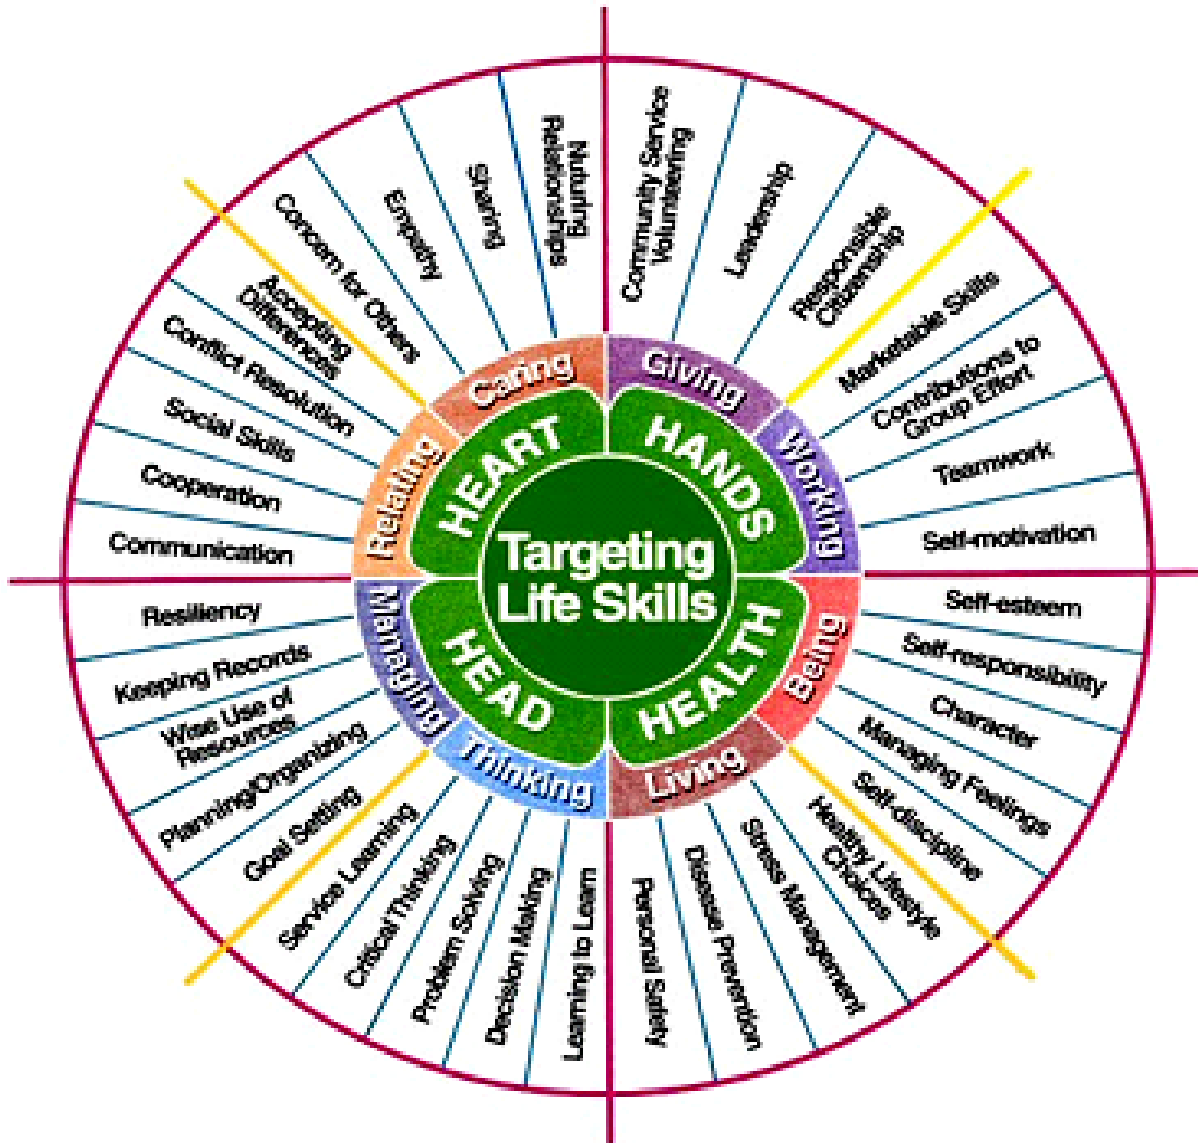 Targeting
Life Skills
HEART
HANDS
HEALTH
HEAD
Caring
Giving
Working
Being
Living
Thinking
Managing
Relating
Nurturing
Relationships
Sharing
Empathy
Concern for Others
Community Service
Volunteering
Leadership
Responsible
Citizenship
Marketable Skills
Contributions to
Group Effort
Teamwork
Self-motivation
Self-esteem
Self-responsibility
Character
Managing Feelings
Self-discipline
Healthy Lifestyle
Choices
Stress Management
Disease Prevention
Personal Safety
Learning to Learn
Decision Making
Problem Solving
Critical Thinking
Service Learning
Goal Setting
Planning/Organizing
Wise Use of
Resources
Keeping Records
Resiliency
Communication
Cooperation
Social Skills
Conflict Resolution
Accepting
Differences